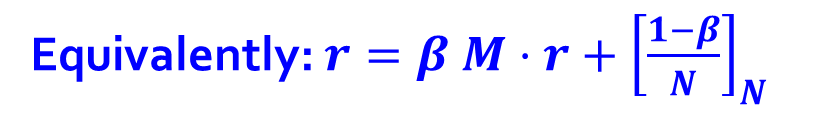 Equivalently: r = β M · r + [1−β / N]_N